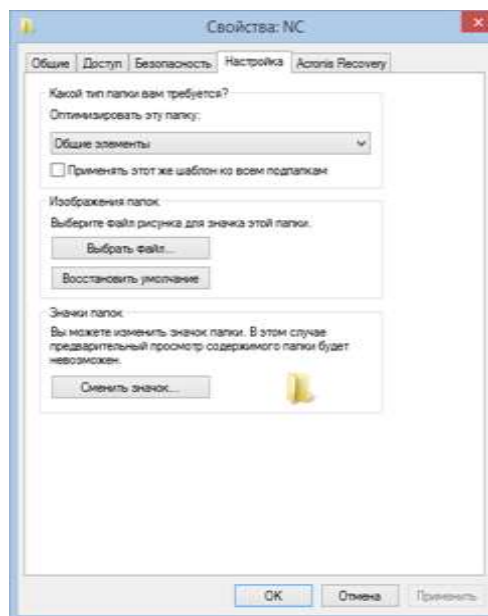 Свойства: NC
Общие Доступ Безопасность Настройка Acronis Recovery
Какой тип папки вам требуется?
Оптимизировать эту папку:
Общие элементы
Применять этот же шаблон ко всем подпапкам
Изображения папок
Выберите файл рисунка для значка этой папки.
Выбрать файл...
Восстановить умолчание
Значки папок
Вы можете изменить значок папки. В этом случае
предварительный просмотр содержимого папки будет
невозможен.
Сменить значок...
OK Отмена Применить